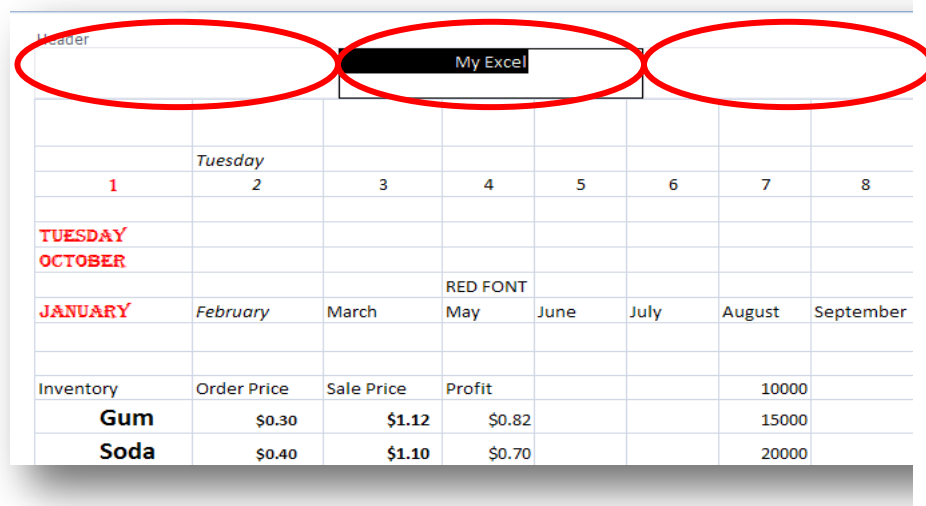 Header
My Excel
Tuesday
1 2 3 4 5 6 7 8
TUESDAY
OCTOBER
RED FONT
JANUARY February March May June July August September
Inventory Order Price Sale Price Profit 10000
Gum $0.30 $1.12 $0.82 15000
Soda $0.40 $1.10 $0.70 20000